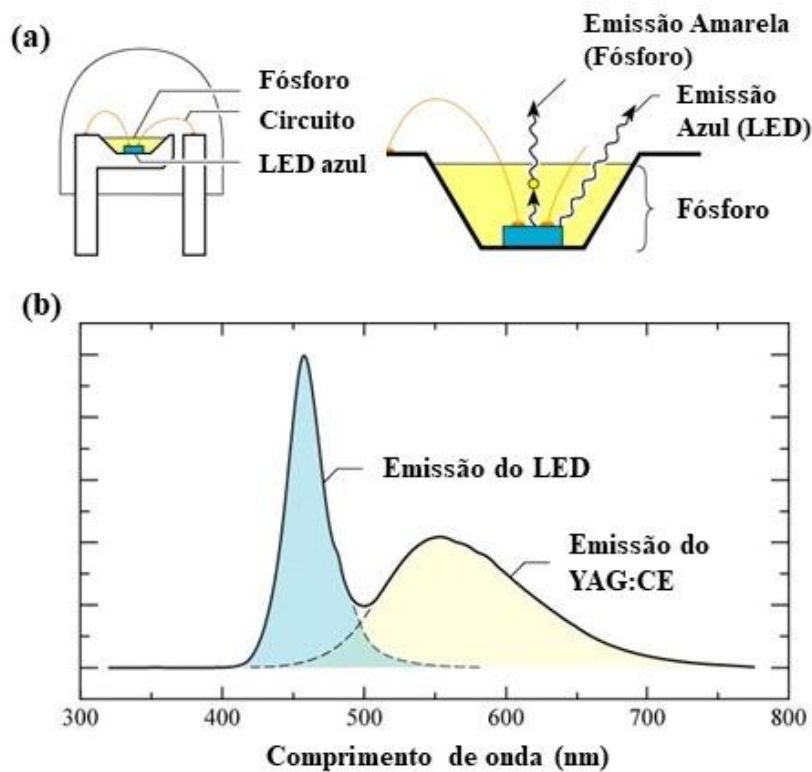 (a)
Fósforo
Circuito
LED azul
Emissão Amarela
(Fósforo)
Emissão
Azul (LED)
Fósforo
(b)
Emissão do LED
Emissão do
YAG:CE
300 400 500 600 700 800
Comprimento de onda (nm)